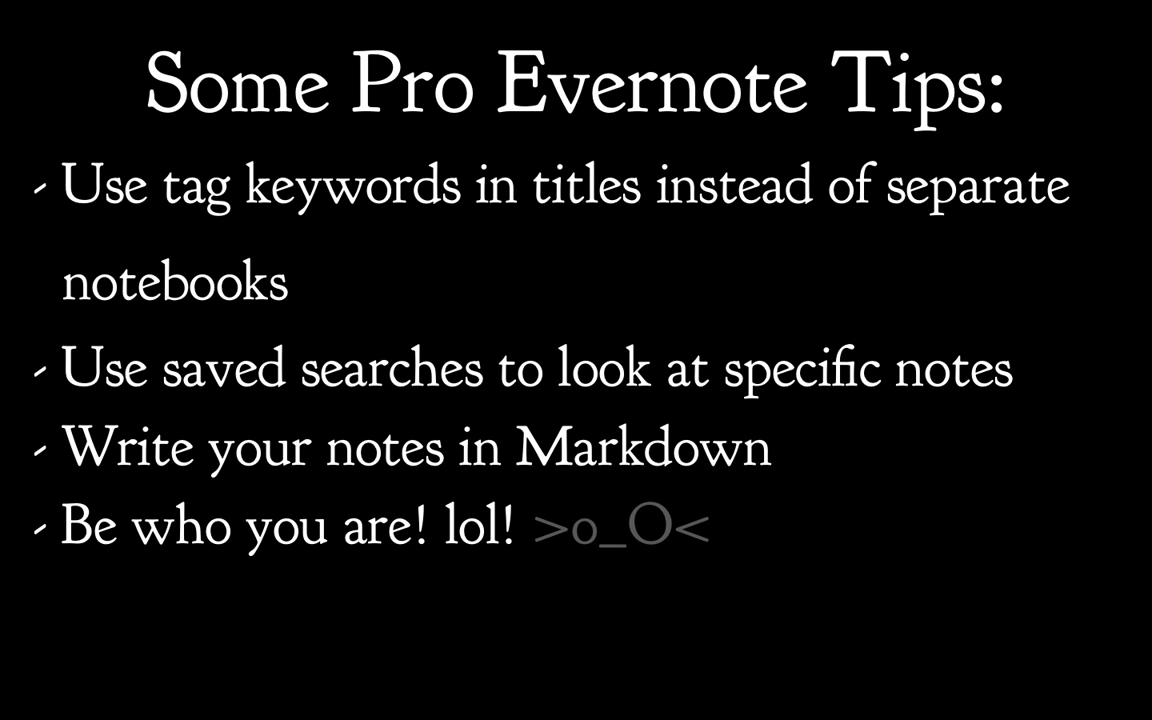 Some Pro Evernote Tips:
- Use tag keywords in titles instead of separate
notebooks
- Use saved searches to look at specific notes
- Write your notes in Markdown
- Be who you are! lol! >o_O<